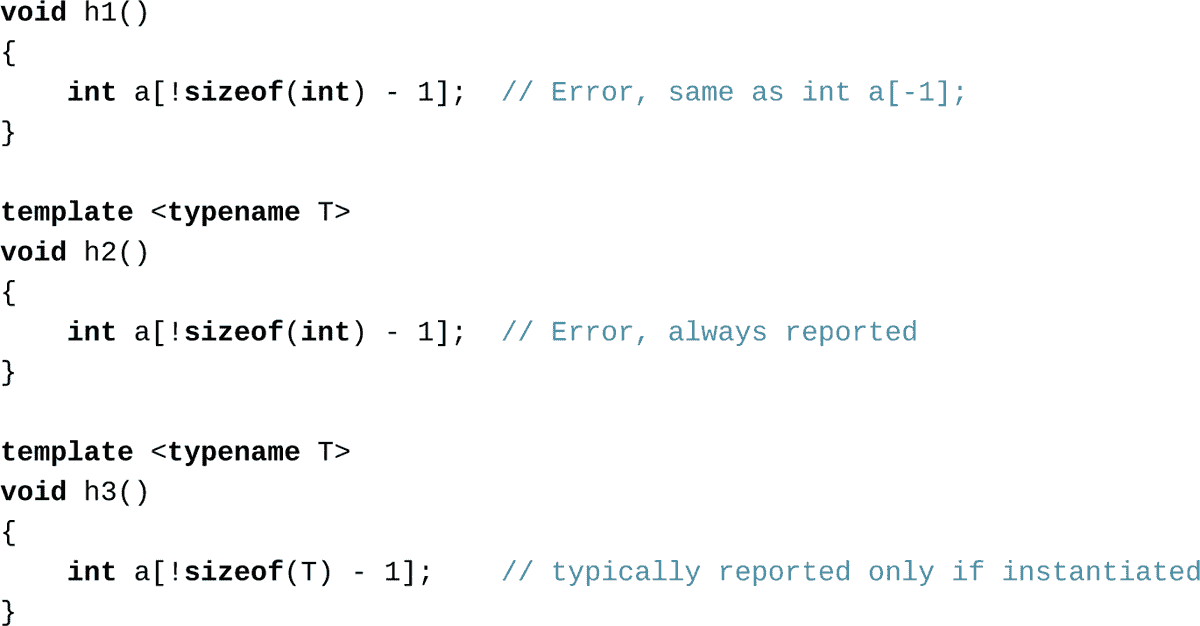 void h1()
{
    int a[!sizeof(int) - 1];  // Error, same as int a[-1];
}

template <typename T>
void h2()
{
    int a[!sizeof(int) - 1];  // Error, always reported
}

template <typename T>
void h3()
{
    int a[!sizeof(T) - 1];    // typically reported only if instantiated
}